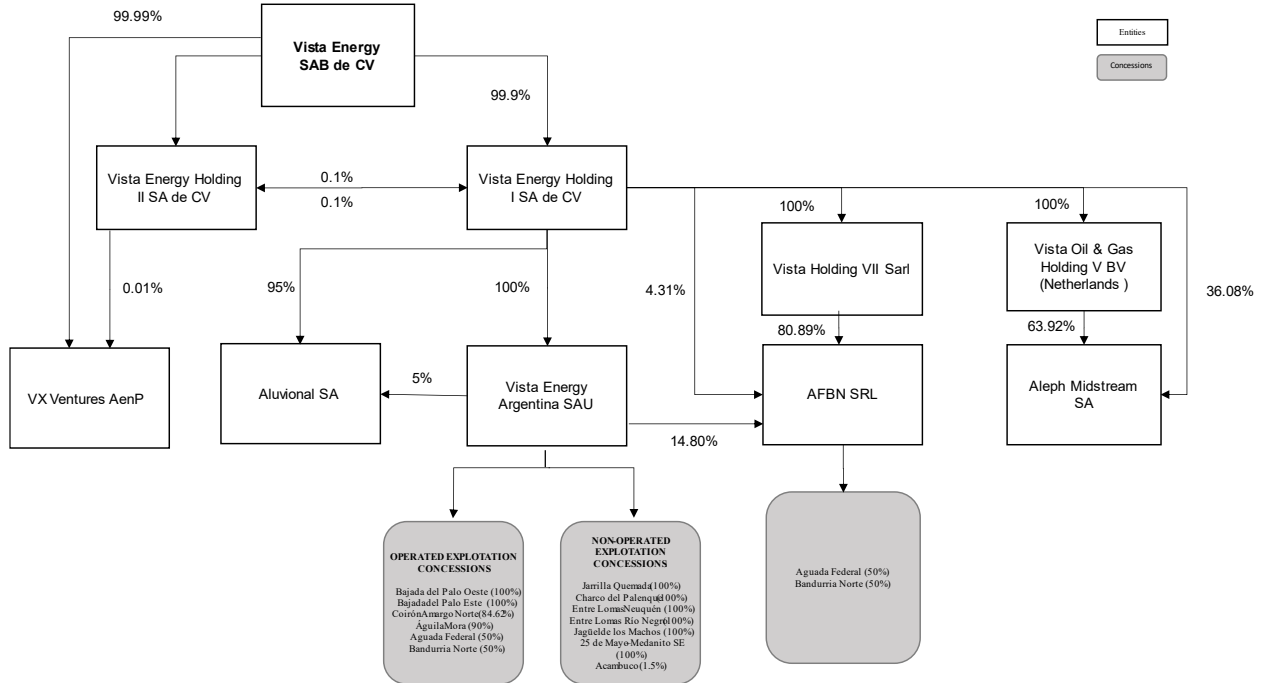 99.99%
Vista Energy
SAB de CV
Entities
Concessions
99.9%
Vista Energy Holding
II SA de CV
0.1%
0.1%
Vista Energy Holding
I SA de CV
100%
100%
Vista Holding VII Sarl
Vista Oil & Gas
Holding V BV
(Netherlands )
0.01%
95%
100%
4.31%
36.08%
80.89%
63.92%
VX Ventures AenP
Aluvional SA
5%
Vista Energy
Argentina SAU
AFBN SRL
Aleph Midstream
SA
14.80%
OPERATED EXPLOTATION
CONCESSIONS
Bajada del Palo Oeste (100%)
Bajadadel Palo Este (100%)
CoirónAmargo Norte(84.62%)
ÁguilaMora (90%)
Aguada Federal (50%)
Bandurria Norte (50%)
NON-OPERATED
EXPLOTATION
CONCESSIONS
Jarrilla Quemada(100%)
Charco del Palenque(100%)
Entre LomasNeuquén (100%)
Entre Lomas Río Negro(100%)
Jagüelde los Machos (100%)
25 de Mayo-Medanito SE
(100%)
Acambuco(1.5%)
Aguada Federal (50%)
Bandurria Norte (50%)